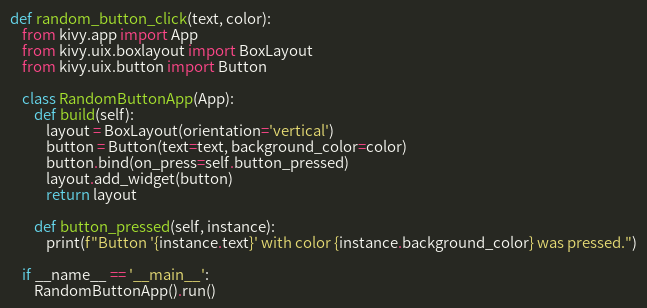 def random_button_click(text, color):
    from kivy.app import App
    from kivy.uix.boxlayout import BoxLayout
    from kivy.uix.button import Button

    class RandomButtonApp(App):
        def build(self):
            layout = BoxLayout(orientation='vertical')
            button = Button(text=text, background_color=color)
            button.bind(on_press=self.button_pressed)
            layout.add_widget(button)
            return layout

        def button_pressed(self, instance):
            print(f"Button '{instance.text}' with color {instance.background_color} was pressed.")

    if __name__ == '__main__':
        RandomButtonApp().run()